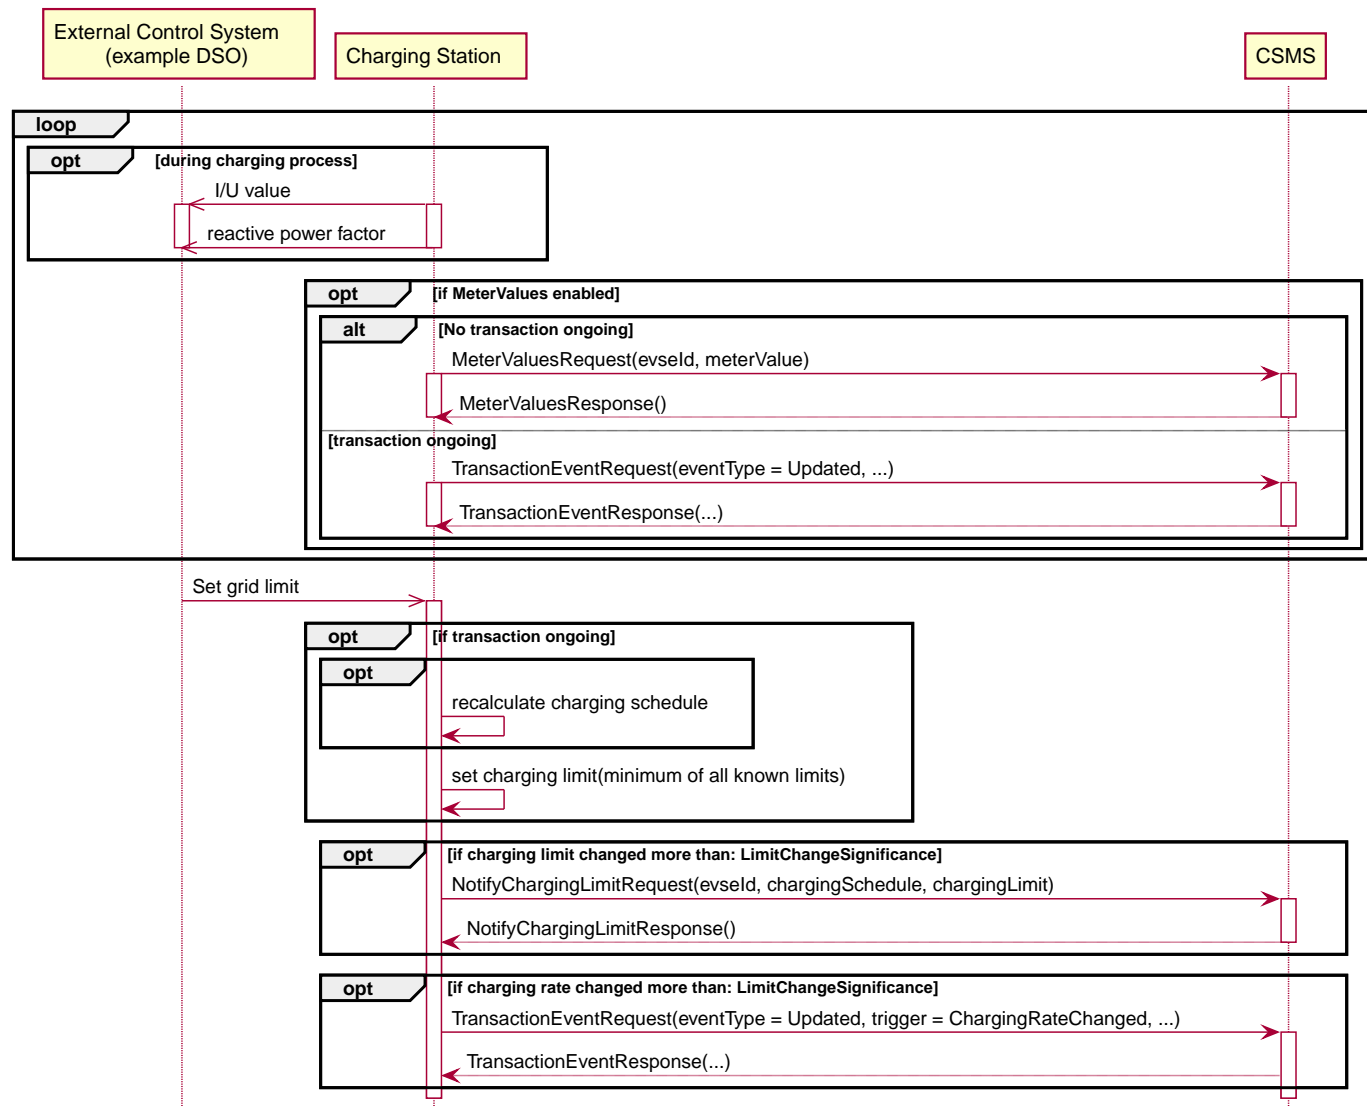 External Control System
(example DSO)
Charging Station
CSMS
loop
opt
[during charging process]
I/U value
reactive power factor
opt
[if MeterValues enabled]
alt
[No transaction ongoing]
MeterValuesRequest(evseId, meterValue)
MeterValuesResponse()
[transaction ongoing]
TransactionEventRequest(eventType = Updated, ...)
TransactionEventResponse(...)
Set grid limit
opt
[if transaction ongoing]
opt
recalculate charging schedule
set charging limit(minimum of all known limits)
opt
[if charging limit changed more than: LimitChangeSignificance]
NotifyChargingLimitRequest(evseId, chargingSchedule, chargingLimit)
NotifyChargingLimitResponse()
opt
[if charging rate changed more than: LimitChangeSignificance]
TransactionEventRequest(eventType = Updated, trigger = ChargingRateChanged, ...)
TransactionEventResponse(...)